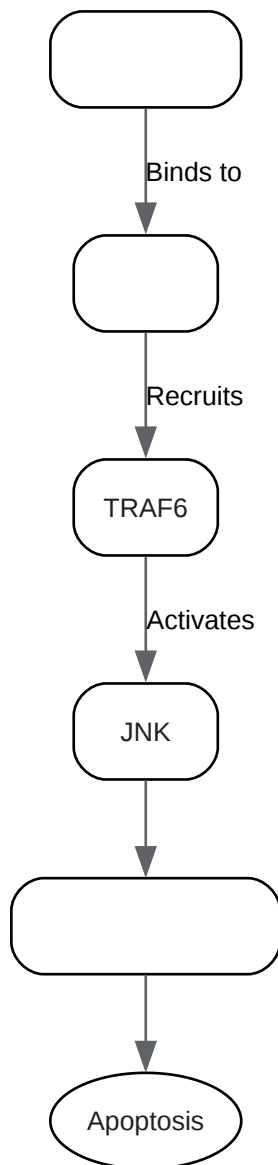 Binds to
Recruits
TRAF6
Activates
JNK
Apoptosis